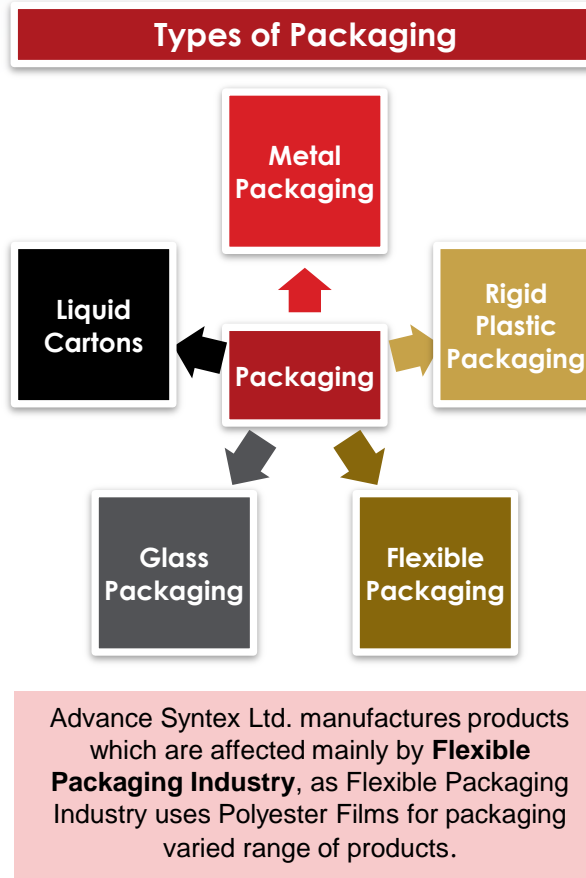 Types of Packaging
Metal
Packaging
Liquid
Cartons
Rigid
Plastic
Packaging
Packaging
Glass
Packaging
Flexible
Packaging
Advance Syntex Ltd. manufactures products
which are affected mainly by Flexible
Packaging Industry, as Flexible Packaging
Industry uses Polyester Films for packaging
varied range of products.